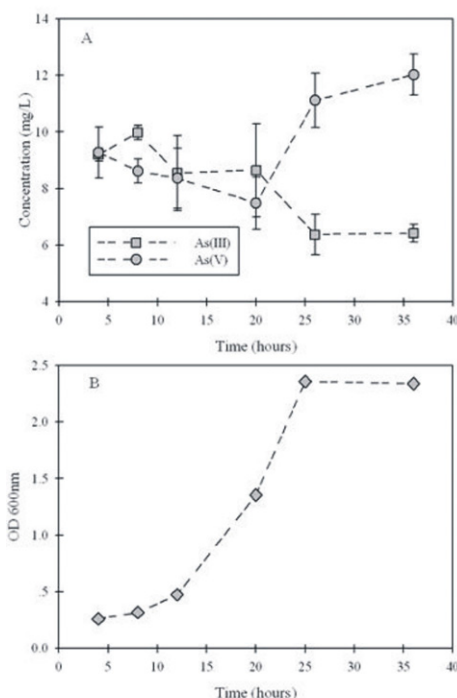 A
14
12
10
8
6
4
Concentration (mg/L)
As(III)
As(V)
0 5 10 15 20 25 30 35 40
Time (hours)
B
2.5
2.0
1.5
1.0
.5
0.0
OD 600nm
0 5 10 15 20 25 30 35 40
Time (hours)